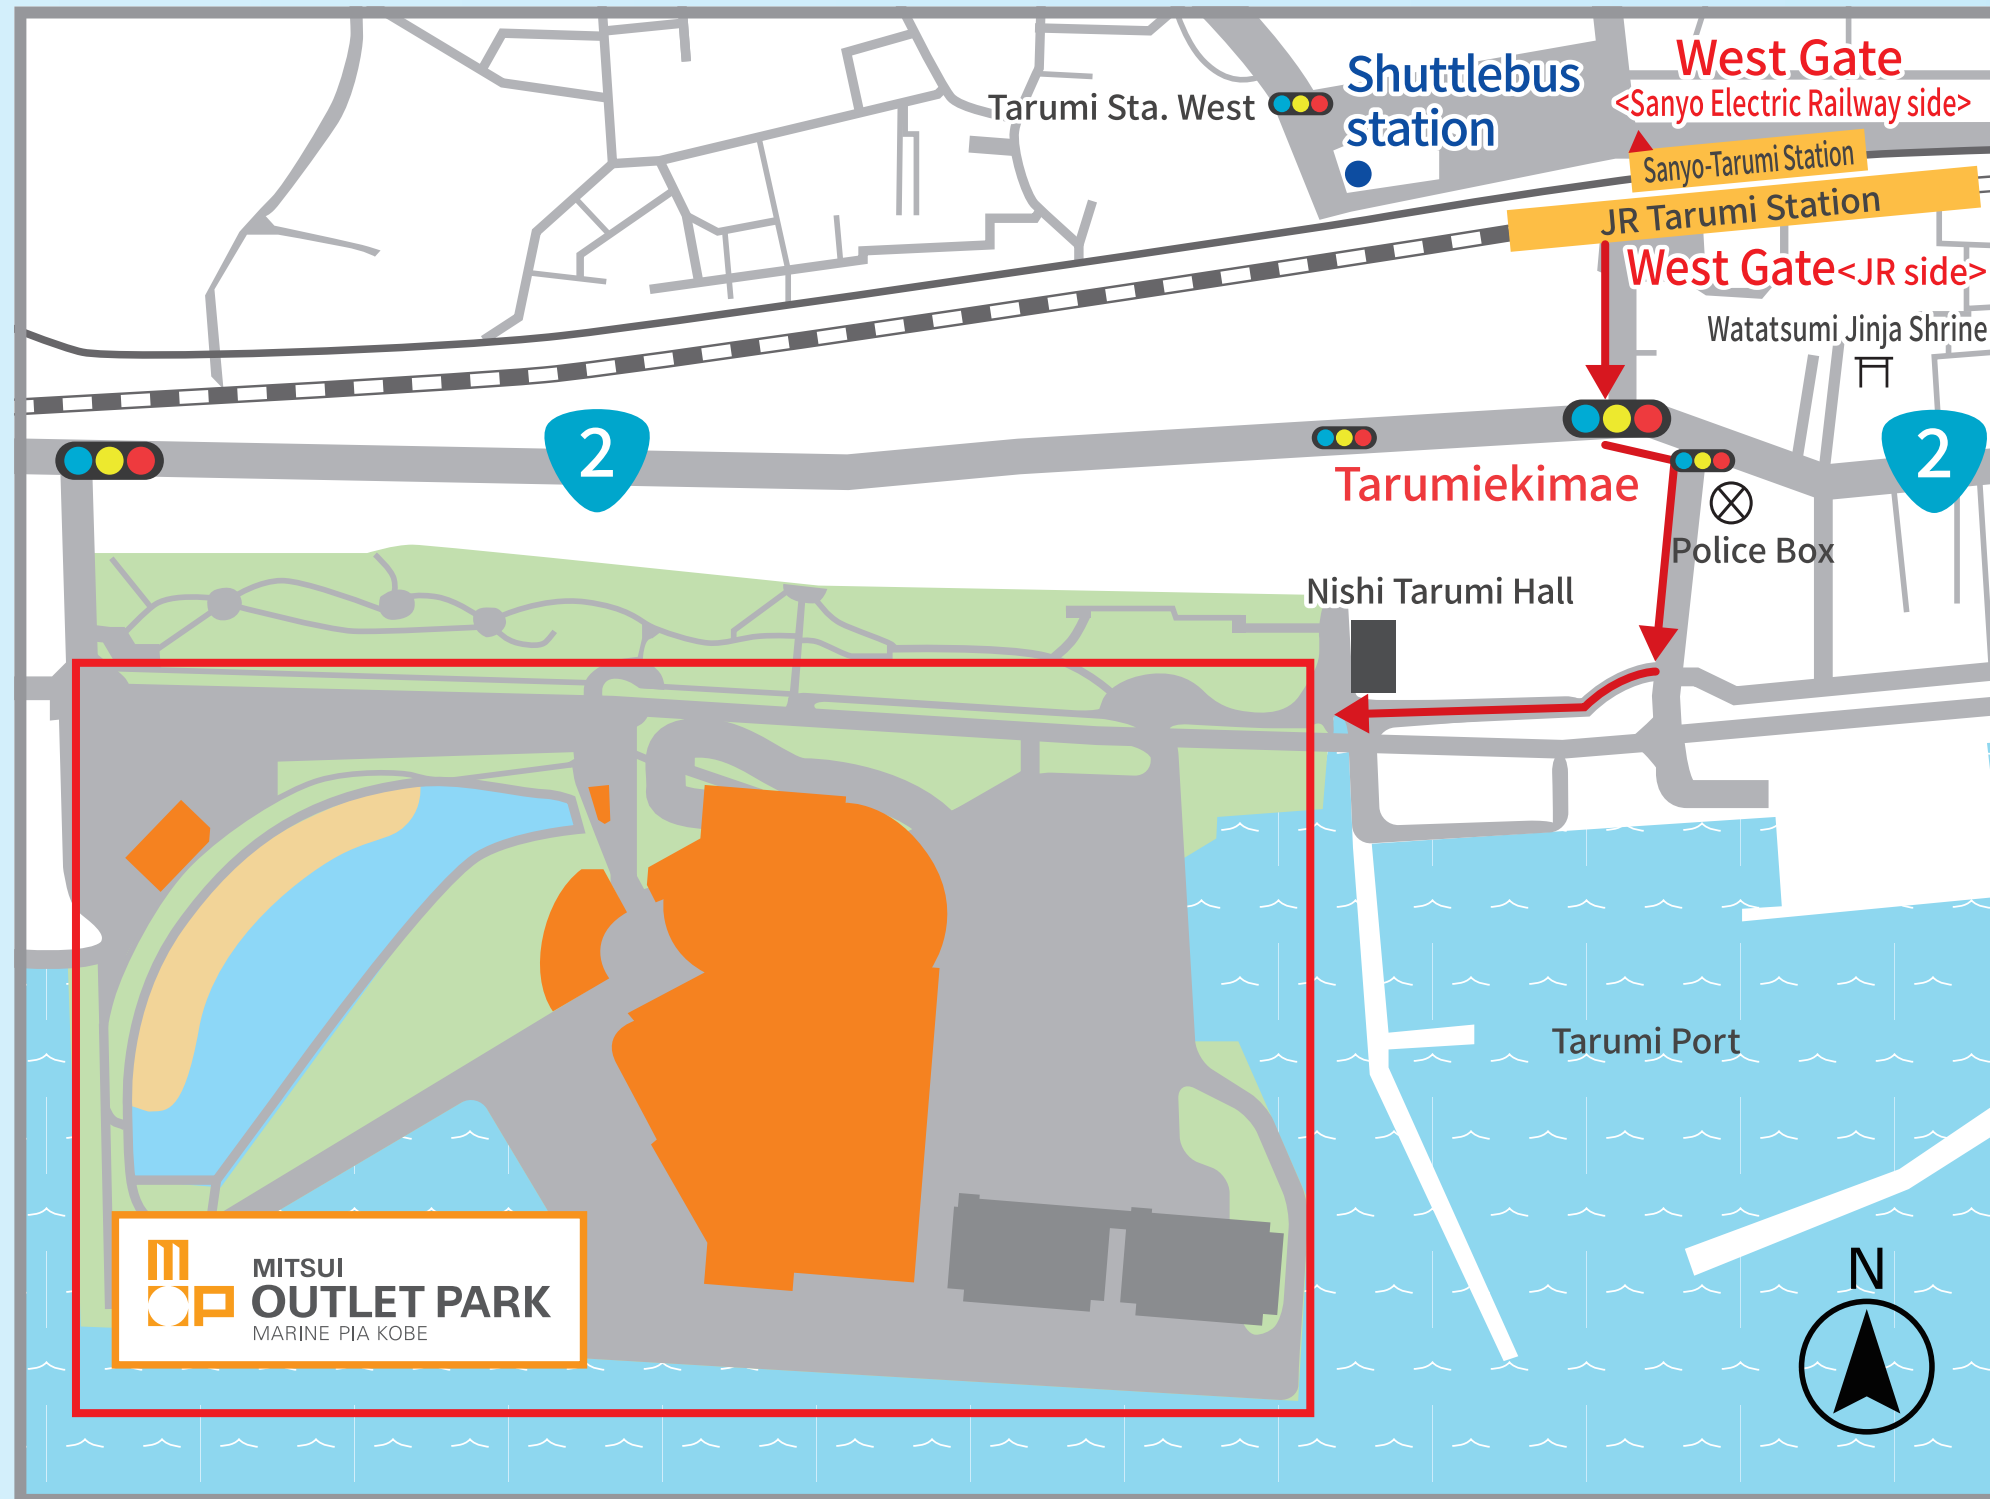 West Gate
<Sanyo Electric Railway side>
Shuttlebus
station
Tarumi Sta. West
Sanyo-Tarumi Station
JR Tarumi Station
West Gate<JR side>
Watatsumi Jinja Shrine
2
2
Tarumiekimae
Police Box
Nishi Tarumi Hall
Tarumi Port
N
MITSUI
OUTLET PARK
MARINE PIA KOBE